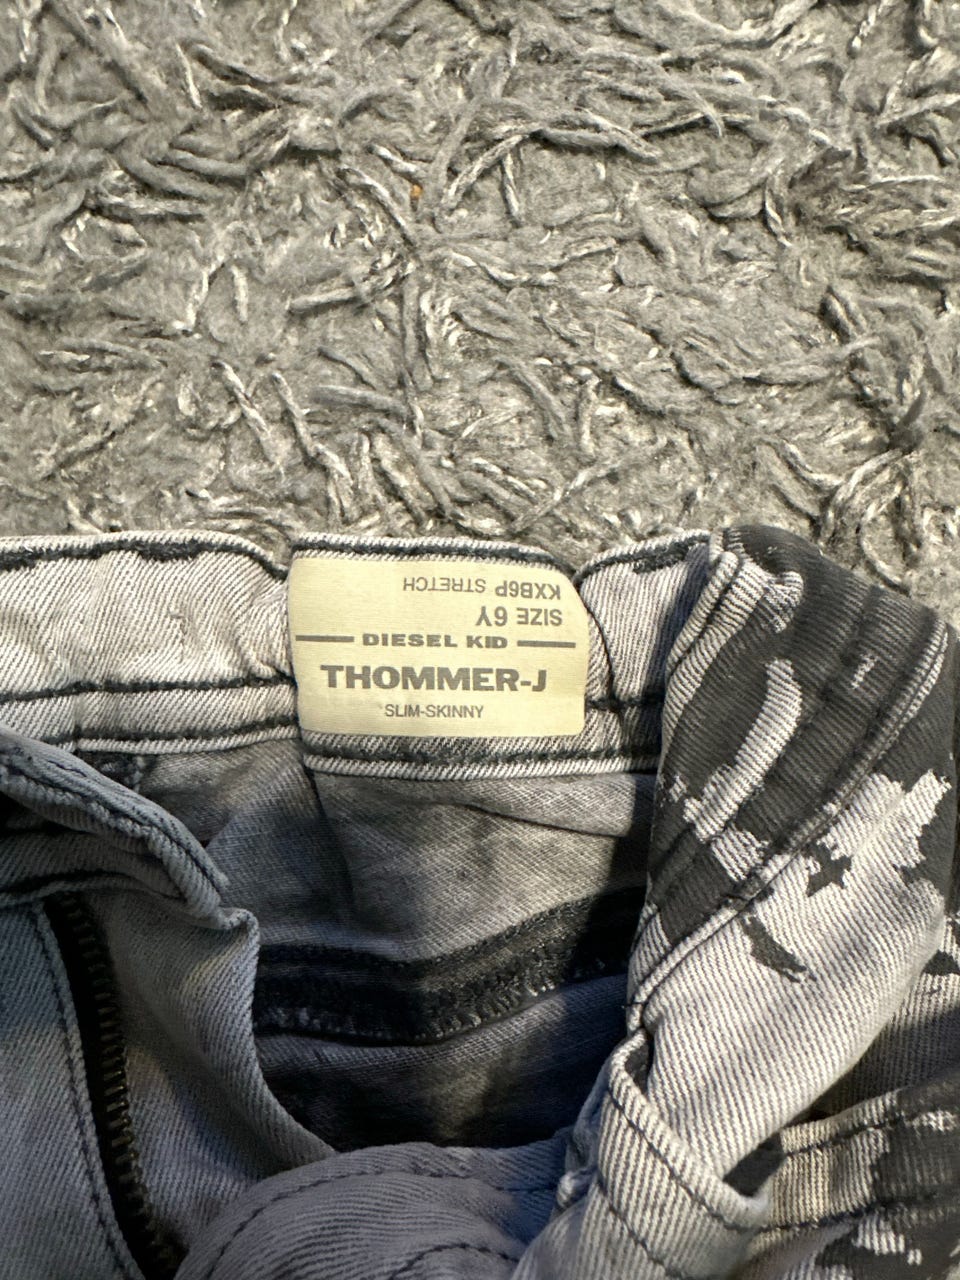 KXB6P STRETCH
SIZE 6Y
DIESEL KID
THOMMER-J
SLIM-SKINNY